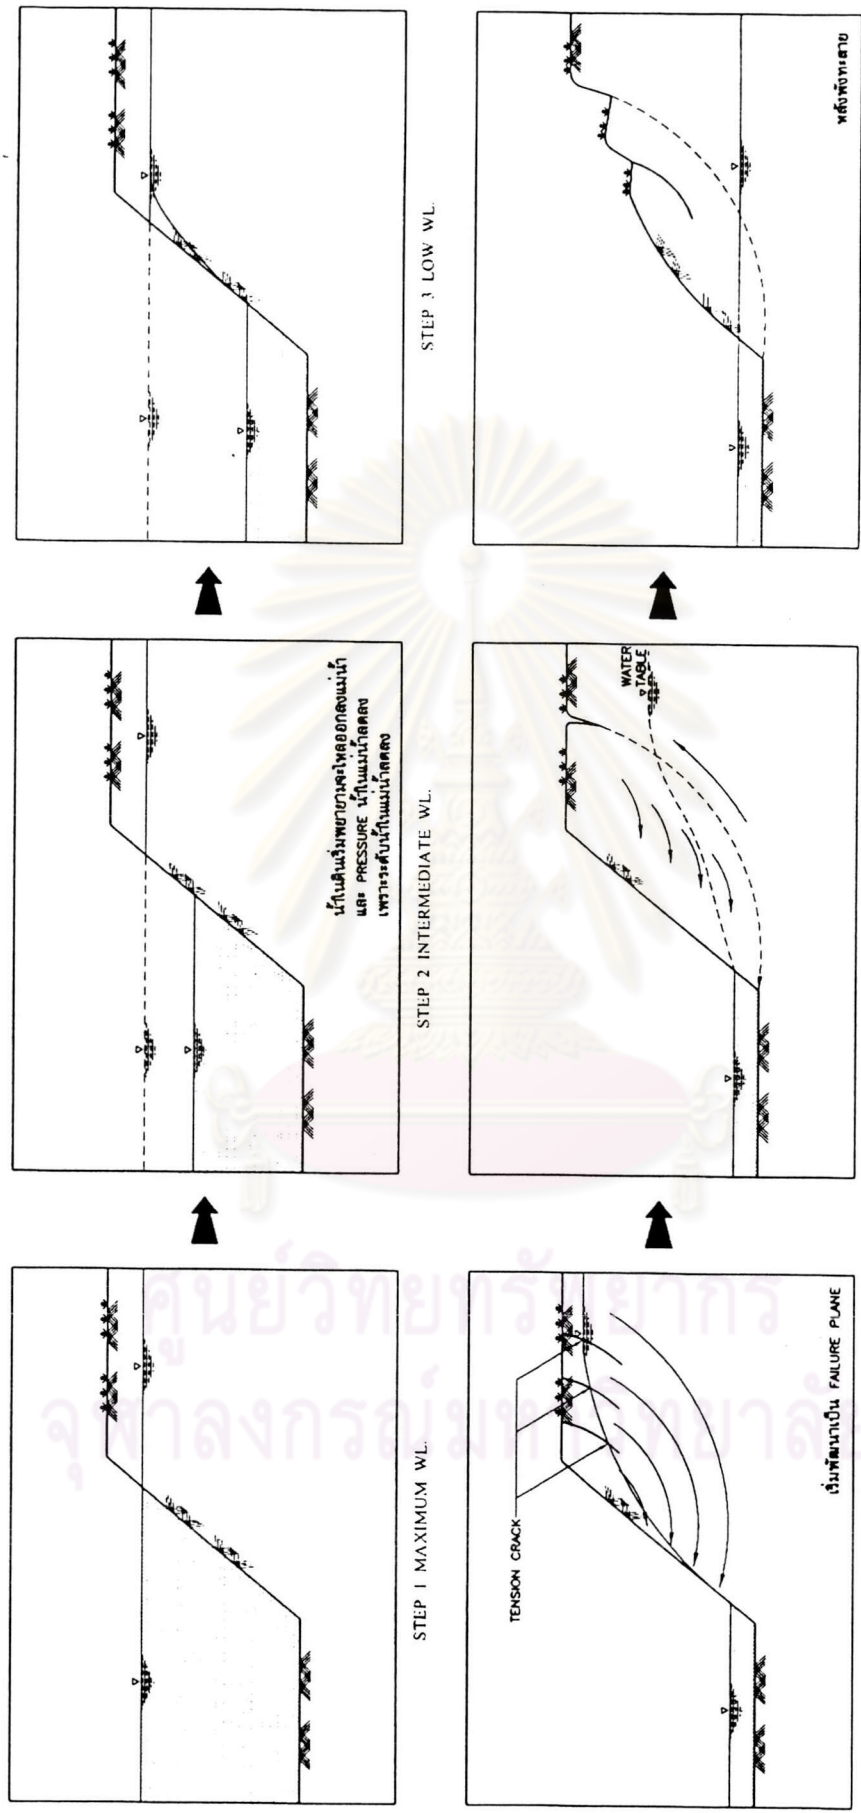 STEP 1 MAXIMUM WL.
น้ำในดินเริ่มพยายามจะไหลออกลงแม่น้ำ
และ PRESSURE น้ำในแม่น้ำลดลง
เพราะระดับน้ำในแม่น้ำลดลง
STEP 2 INTERMEDIATE WL.
STEP 3 LOW WL.
TENSION CRACK
เริ่มพัฒนาเป็น FAILURE PLANE
WATER
TABLE
หลังพังทะลาย
ศูนย์วิทยทรัพยากร
จุฬาลงกรณ์มหาวิทยาลัย